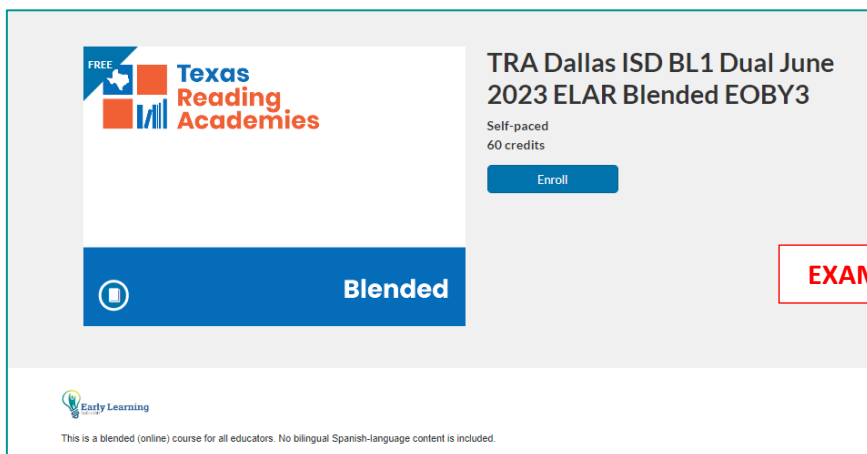 FREE
Texas
Reading
Academies
Blended
TRA Dallas ISD BL1 Dual June
2023 ELAR Blended EOBY3
Self-paced
60 credits
Enroll
Early Learning
This is a blended (online) course for all educators. No bilingual Spanish-language content is included.